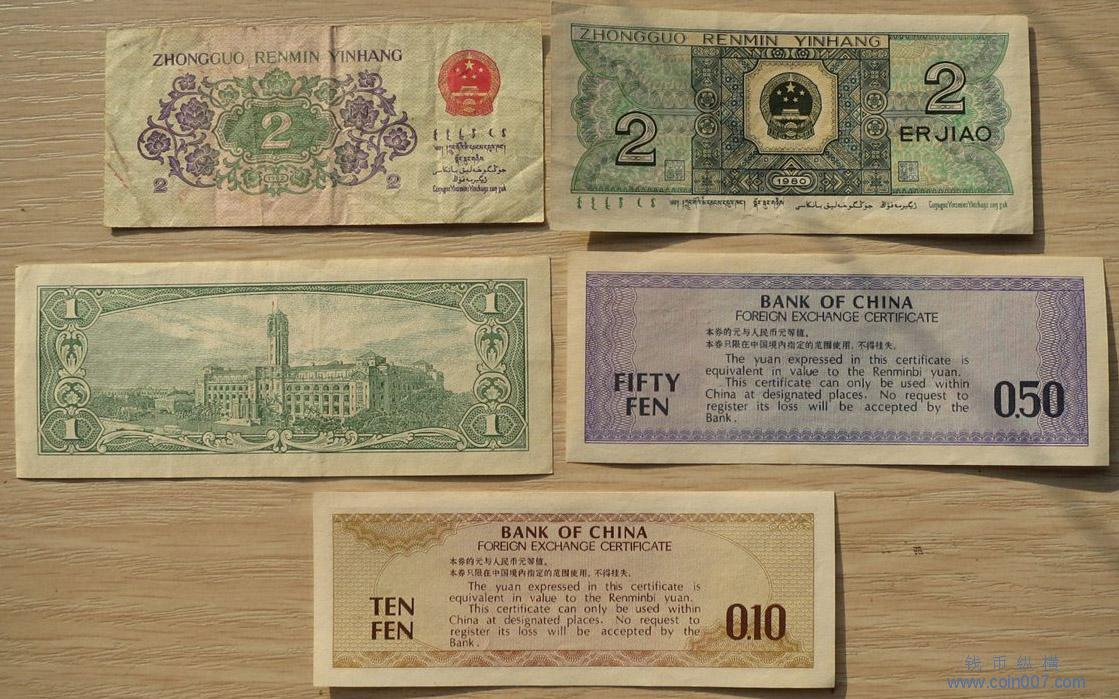 ZHONGGUO RENMIN YINHANG
2
2
2
ZHONGGUO RENMIN YINHANG
2
ERJIAO
2
1980
1
1
1
1
BANK OF CHINA
FOREIGN EXCHANGE CERTIFICATE
本券的元与人民币元等值。
本券只限在中国境内指定的范围使用，不得挂失。
The yuan expressed in this certificate is
equivalent in value to the Renminbi yuan.
This certificate can only be used within
China at designated places. No request to
register its loss will be accepted by the
Bank.
FIFTY
FEN
0.50
BANK OF CHINA
FOREIGN EXCHANGE CERTIFICATE
本券的元与人民币元等值。
本券只限在中国境内指定的范围使用，不得挂失。
The yuan expressed in this certificate is
equivalent in value to the Renminbi yuan.
This certificate can only be used within
China at designated places. No request to
register its loss will be accepted by the
Bank.
TEN
FEN
0.10
钱币纵横
www.coin007.com